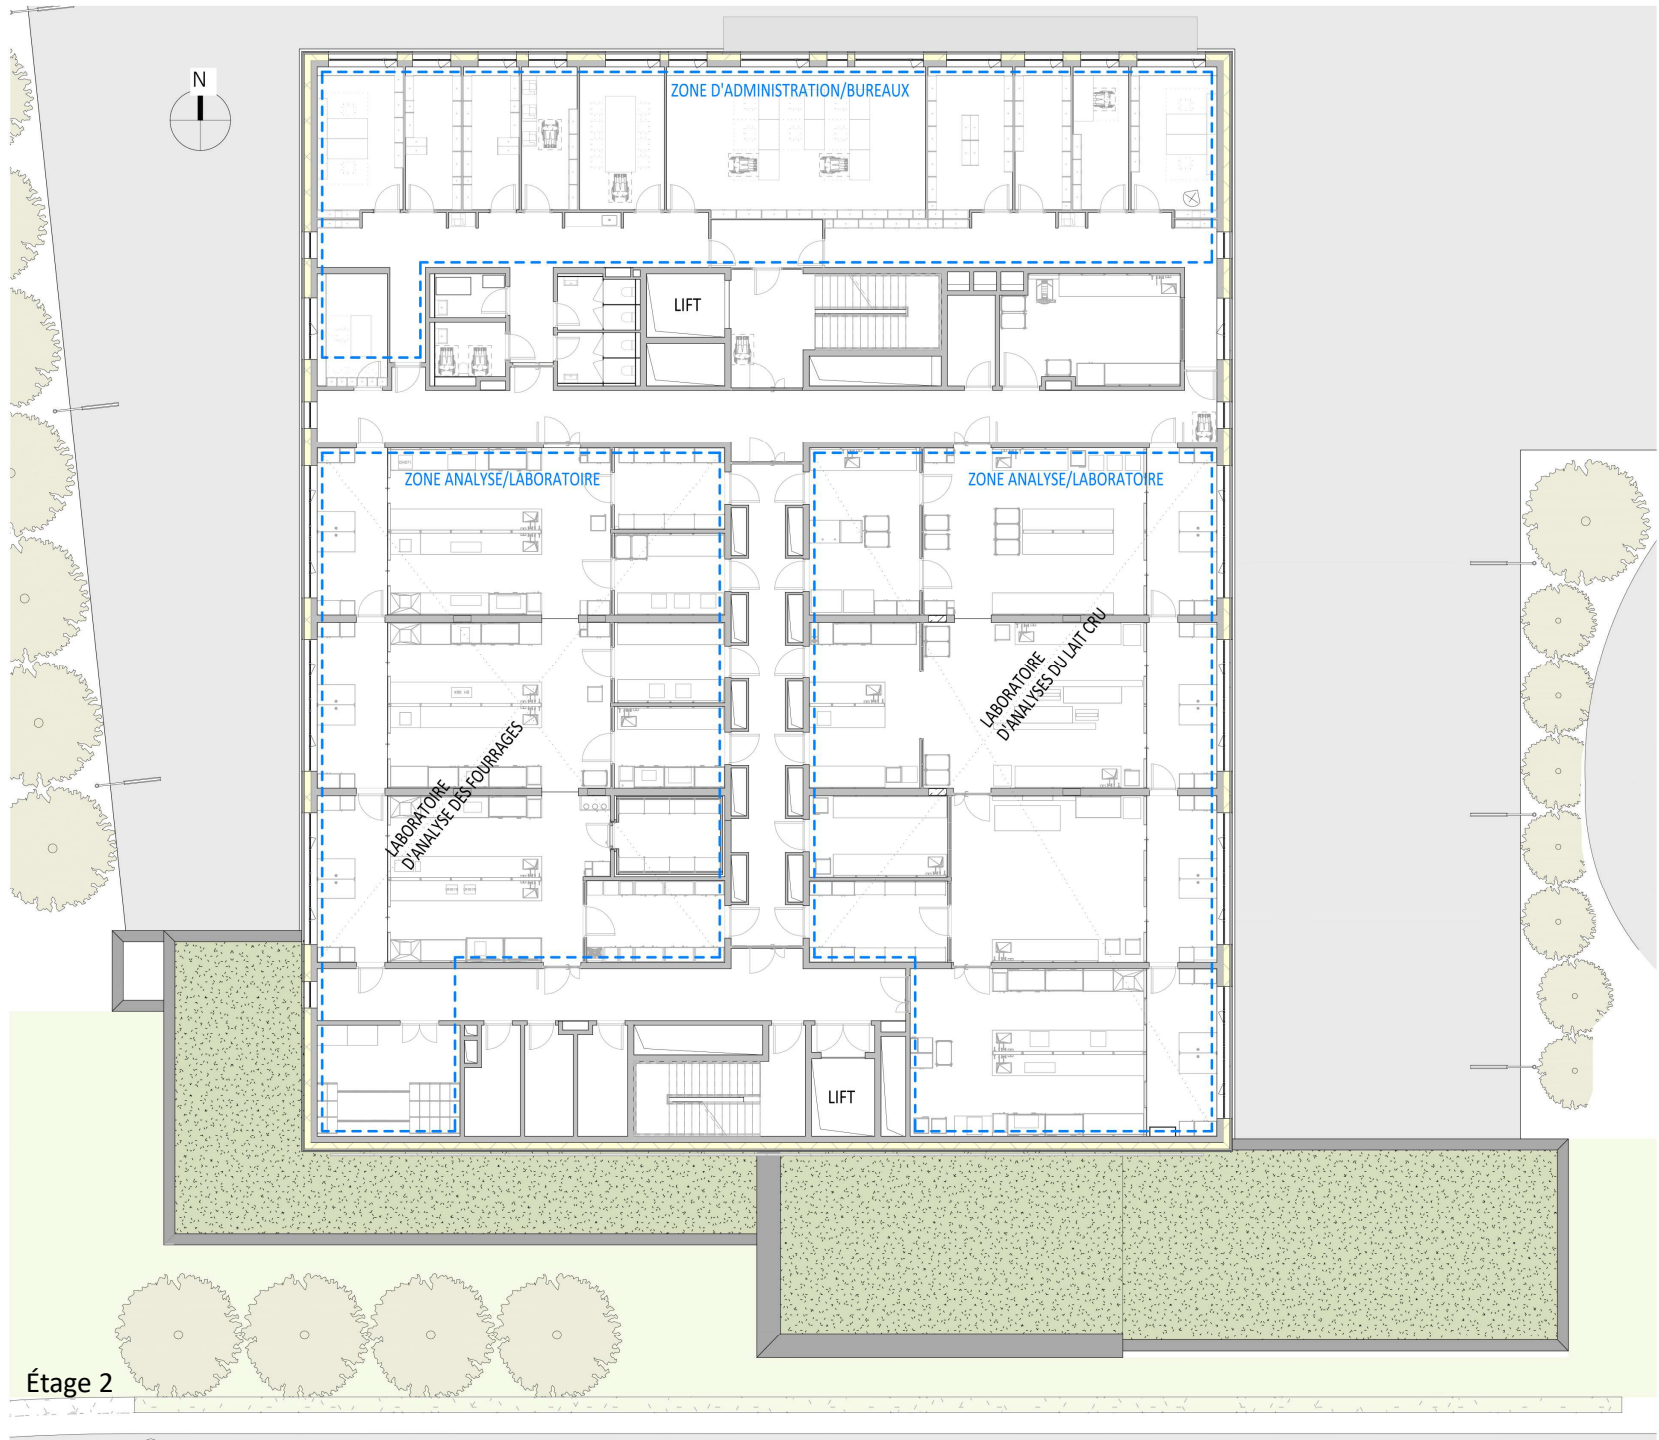 N
ZONE D'ADMINISTRATION/BUREAUX
LIFT
ZONE ANALYSE/LABORATOIRE
ZONE ANALYSE/LABORATOIRE
LABORATOIRE
D'ANALYSE DES FOURRAGES
LABORATOIRE
D'ANALYSES DU LAIT CRU
LIFT
Étage 2